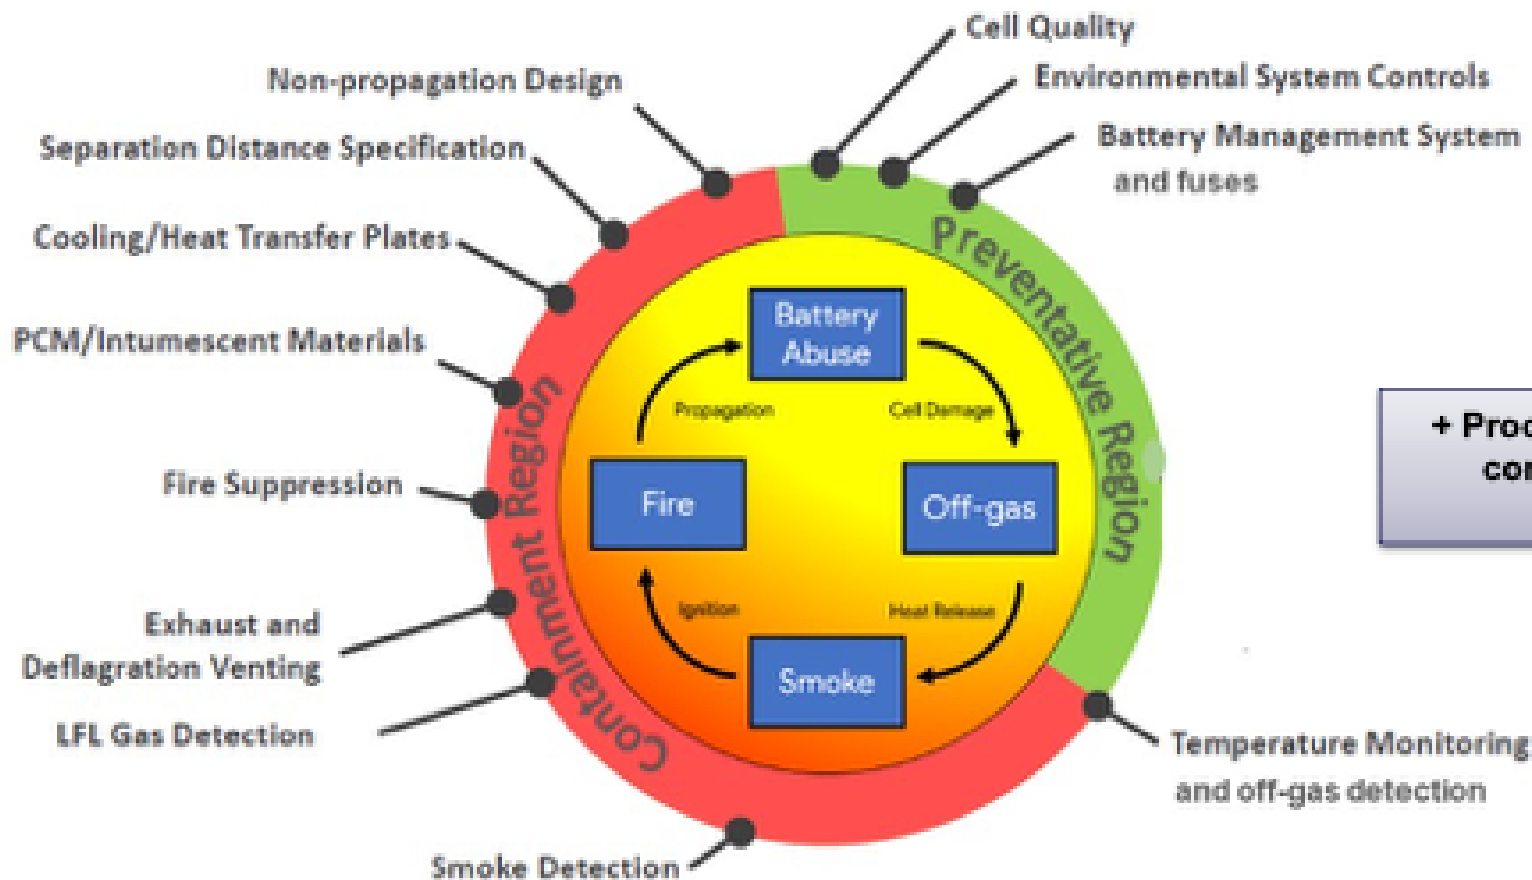 Cell Quality
Non-propagation Design
Environmental System Controls
Separation Distance Specification
Battery Management System
and fuses
Cooling/Heat Transfer Plates
PCM/Intumescent Materials
Fire Suppression
Exhaust and
Deflagration Venting
LFL Gas Detection
Smoke Detection
Temperature Monitoring
and off-gas detection
Preventative Region
Containment Region
Battery
Abuse
Cell Damage
Off-gas
Heat Release
Smoke
Ignition
Fire
Propagation
+